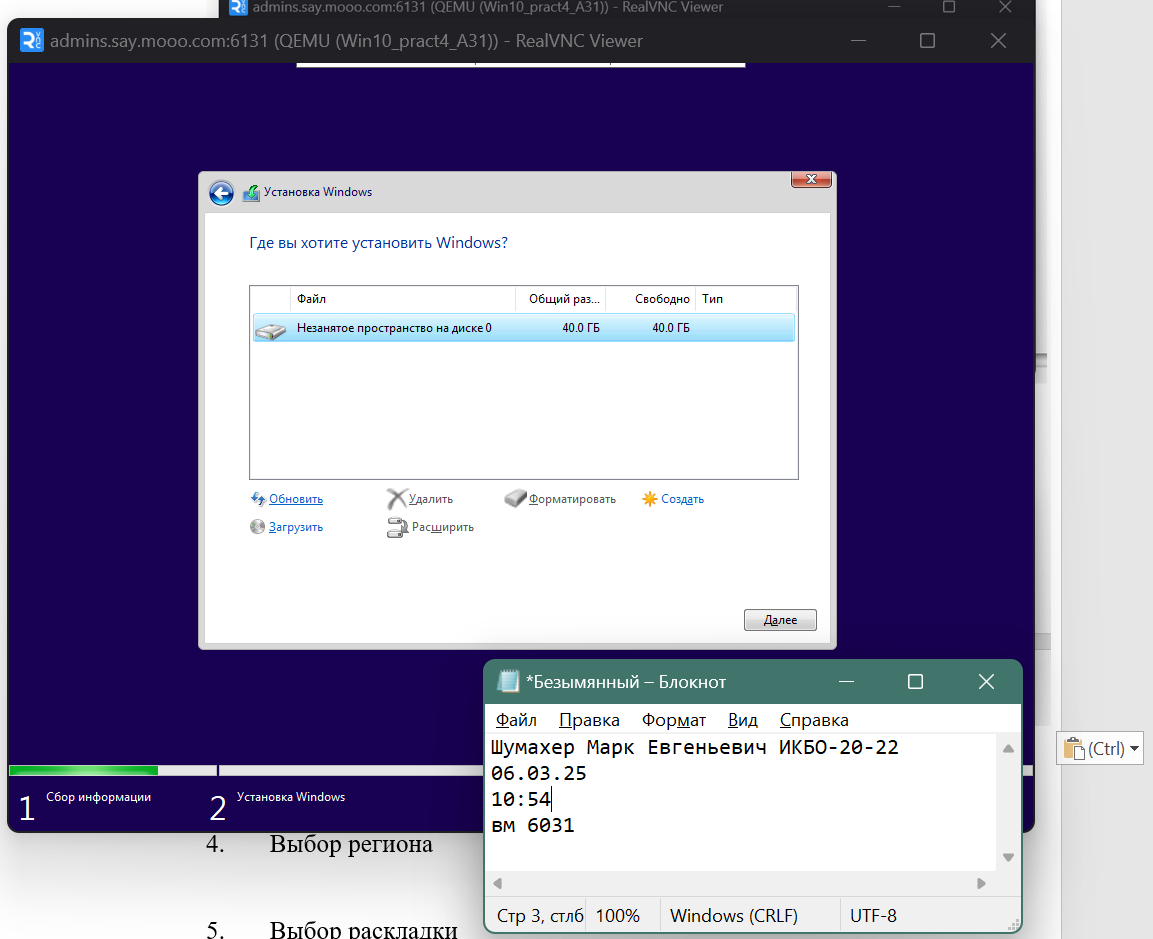 admins.say.mooo.com:6131 (QEMU (Win10_pract4_A31)) - RealVNC Viewer
admins.say.mooo.com:6131 (QEMU (Win10_pract4_A31)) - RealVNC Viewer
Установка Windows
Где вы хотите установить Windows?
Файл Общий раз... Свободно Тип
Незанятое пространство на диске 0 40.0 ГБ 40.0 ГБ
Обновить Удалить Форматировать Создать
Загрузить Расширить
Далее
*Безымянный – Блокнот
Файл Правка Формат Вид Справка
Шумахер Марк Евгеньевич ИКБО-20-22
06.03.25
10:54
вм 6031
Стр 3, стлб 100% Windows (CRLF) UTF-8
(Ctrl)
1 Сбор информации 2 Установка Windows
4. Выбор региона
5. Выбор раскладки